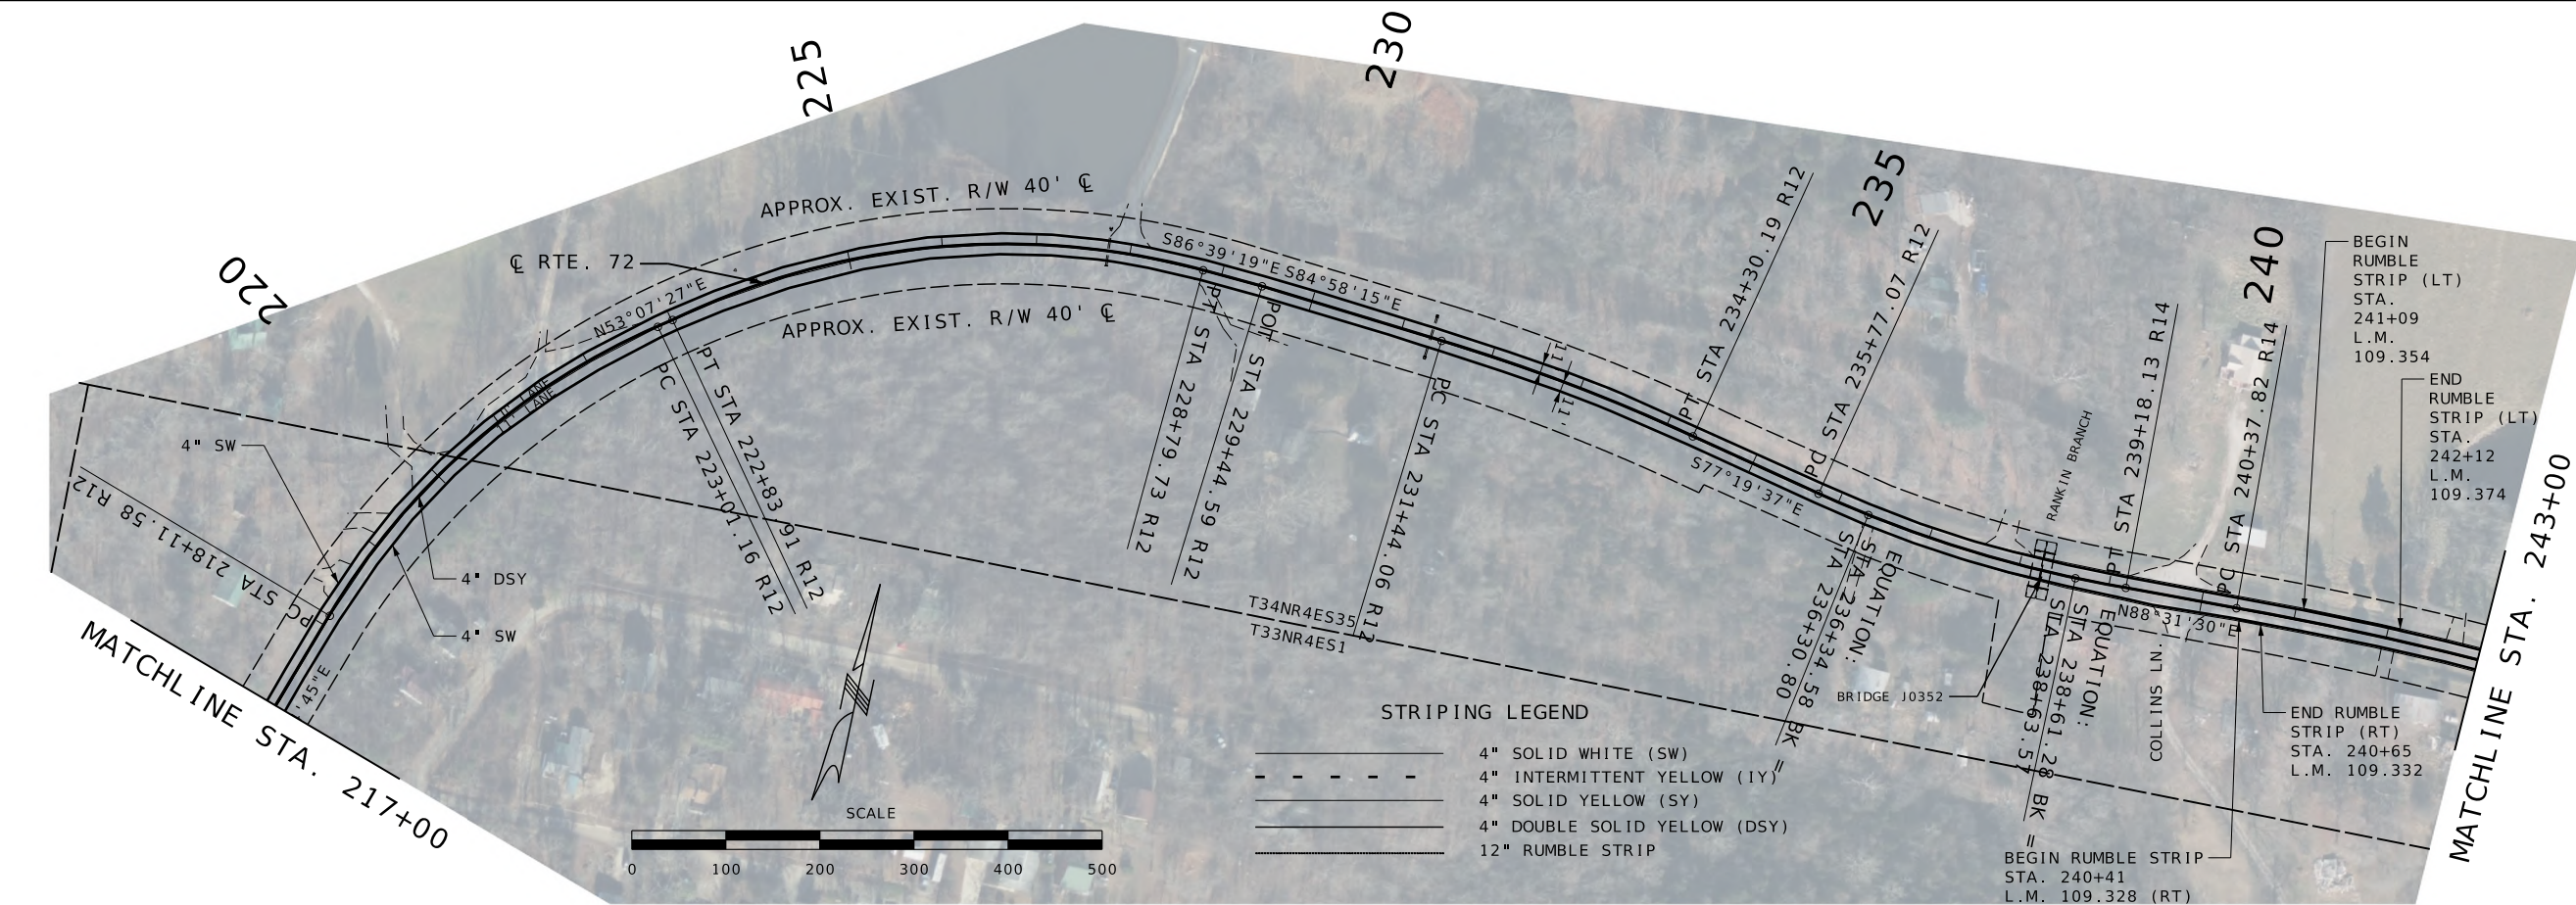 220
225
230
235
240
APPROX. EXIST. R/W 40' ℄
℄ RTE. 72
APPROX. EXIST. R/W 40' ℄
N53°07'27"E
S86°39'19"E
S84°58'15"E
S77°19'37"E
N88°31'30"E
'45"E
LANE
LANE
11'
11'
4" SW
4" DSY
4" SW
PC STA 218+11.58 R12
PT STA 222+83.91 R12
PC STA 223+01.16 R12
PT STA 228+79.73 R12
POT STA 229+44.59 R12
PC STA 231+44.06 R12
PT STA 234+30.19 R12
PC STA 235+77.07 R12
EQUATION:
STA 236+34.58 BK =
STA 236+30.80
RANKIN BRANCH
BRIDGE J0352
EQUATION:
STA 238+61.28 BK =
STA 238+63.57
PT STA 239+18.13 R14
PC STA 240+37.82 R14
COLLINS LN.
T34NR4ES35
T33NR4ES1
BEGIN
RUMBLE
STRIP (LT)
STA.
241+09
L.M.
109.354
END
RUMBLE
STRIP (LT)
STA.
242+12
L.M.
109.374
END RUMBLE
STRIP (RT)
STA. 240+65
L.M. 109.332
BEGIN RUMBLE STRIP
STA. 240+41
L.M. 109.328 (RT)
MATCHLINE STA. 217+00
MATCHLINE STA. 243+00
SCALE
0 100 200 300 400 500
STRIPING LEGEND
4" SOLID WHITE (SW)
4" INTERMITTENT YELLOW (IY)
4" SOLID YELLOW (SY)
4" DOUBLE SOLID YELLOW (DSY)
12" RUMBLE STRIP